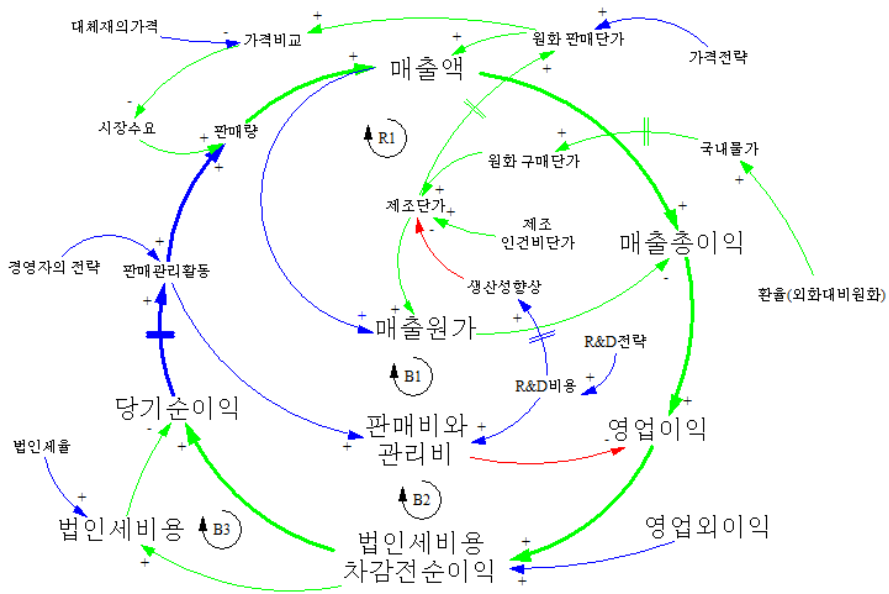 대체재의가격
가격비교
원화 판매단가
가격전략
매출액
시장수요
판매량
R1
원화 구매단가
국내물가
제조단가
제조
인건비단가
매출총이익
경영자의 전략
판매관리활동
생산성향상
환율(외화대비원화)
매출원가
R&D전략
B1
R&D비용
당기순이익
판매비와
관리비
영업이익
법인세율
B2
법인세비용
B3
영업외이익
법인세비용
차감전순이익